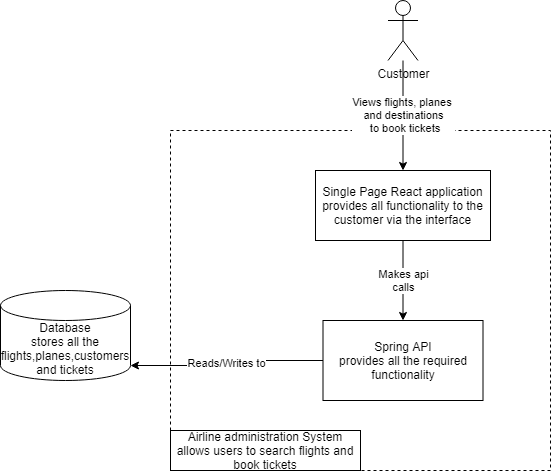 Customer
Views flights, planes
and destinations
to book tickets
Single Page React application
provides all functionality to the
customer via the interface
Makes api
calls
Database
stores all the
flights,planes,customers
and tickets
Reads/Writes to
Spring API
provides all the required
functionality
Airline administration System
allows users to search flights and
book tickets